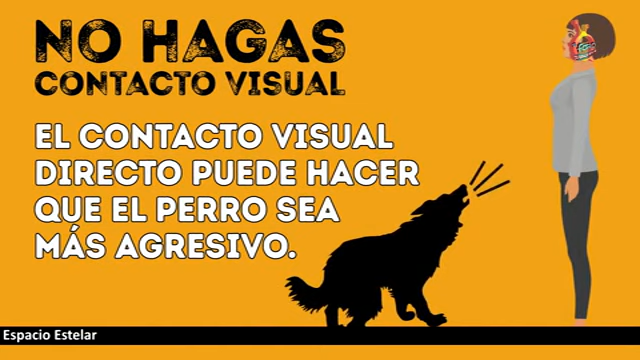 NO HAGAS
CONTACTO VISUAL
EL CONTACTO VISUAL
DIRECTO PUEDE HACER
QUE EL PERRO SEA
MÁS AGRESIVO.
Espacio Estelar